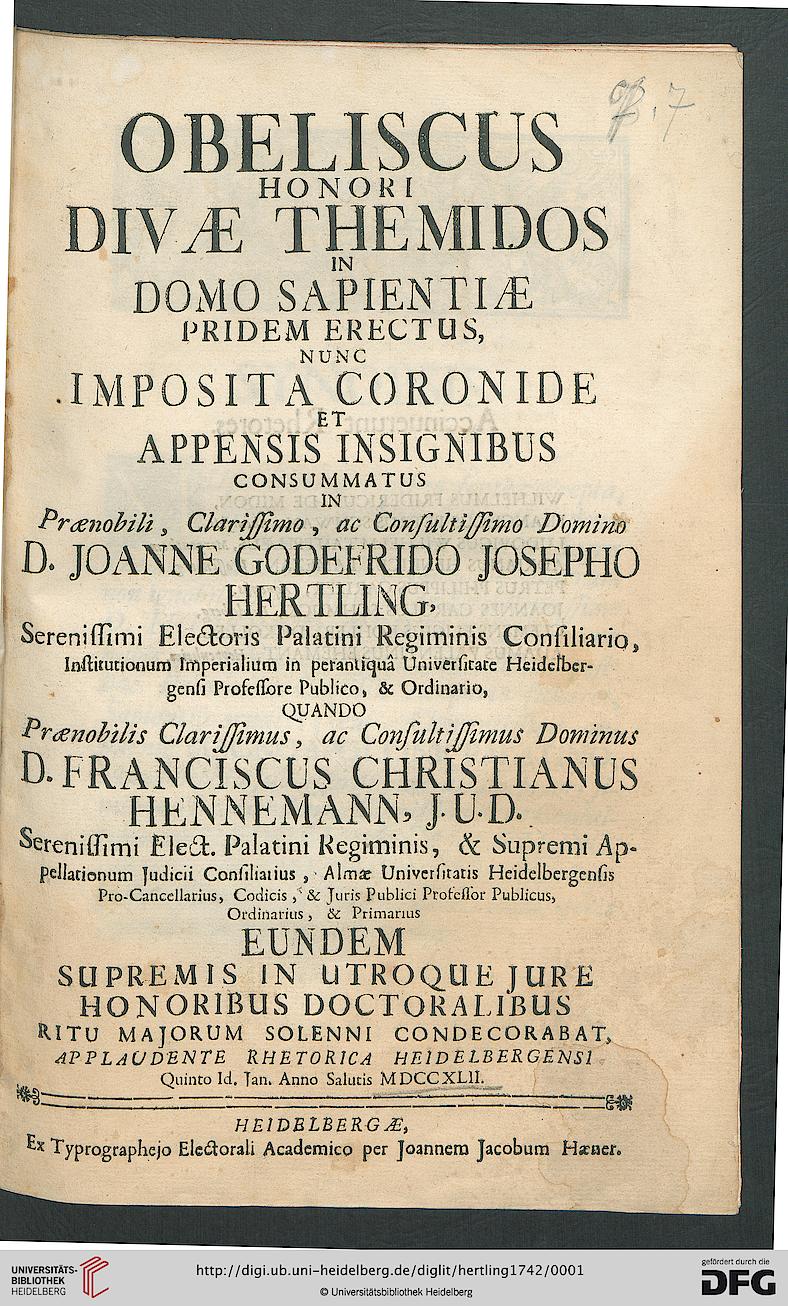 OBELISCUS
HONORI
DIVÆ THEMIDOS
IN
DOMO SAPIENTIÆ
PRIDEM ERECTUS,
NUNC
IMPOSITA CORONIDE
ET
APPENSIS INSIGNIBUS
CONSUMMATUS
IN
Prænobili, Clariſſimo, ac Conſultiſſimo Domino
D. JOANNE GODEFRIDO JOSEPHO
HERTLING,
Sereniſſimi Electoris Palatini Regiminis Conſiliario,
Inſtitutionum Imperialium in perantiquâ Univerſitate Heidelber-
genſi Profeſſore Publico, & Ordinario,
QUANDO
Prænobilis Clariſſimus, ac Conſultiſſimus Dominus
D. FRANCISCUS CHRISTIANUS
HENNEMANN, J.U.D.
Sereniſſimi Elect. Palatini Regiminis, & Supremi Ap-
pellationum Judicii Conſiliarius, Almæ Univerſitatis Heidelbergenſis
Pro-Cancellarius, Codicis, & Juris Publici Profeſſor Publicus,
Ordinarius, & Primarius
EUNDEM
SUPREMIS IN UTROQUE JURE
HONORIBUS DOCTORALIBUS
RITU MAJORUM SOLENNI CONDECORABAT,
APPLAUDENTE RHETORICA HEIDELBERGENSI
Quinto Id. Jan. Anno Salutis MDCCXLII.
HEIDELBERGÆ,
Ex Typrographejo Electorali Academico per Joannem Jacobum Hæner.
UNIVERSITÄTS-
BIBLIOTHEK
HEIDELBERG
http://digi.ub.uni-heidelberg.de/diglit/hertling1742/0001
© Universitätsbibliothek Heidelberg
gefördert durch die
DFG